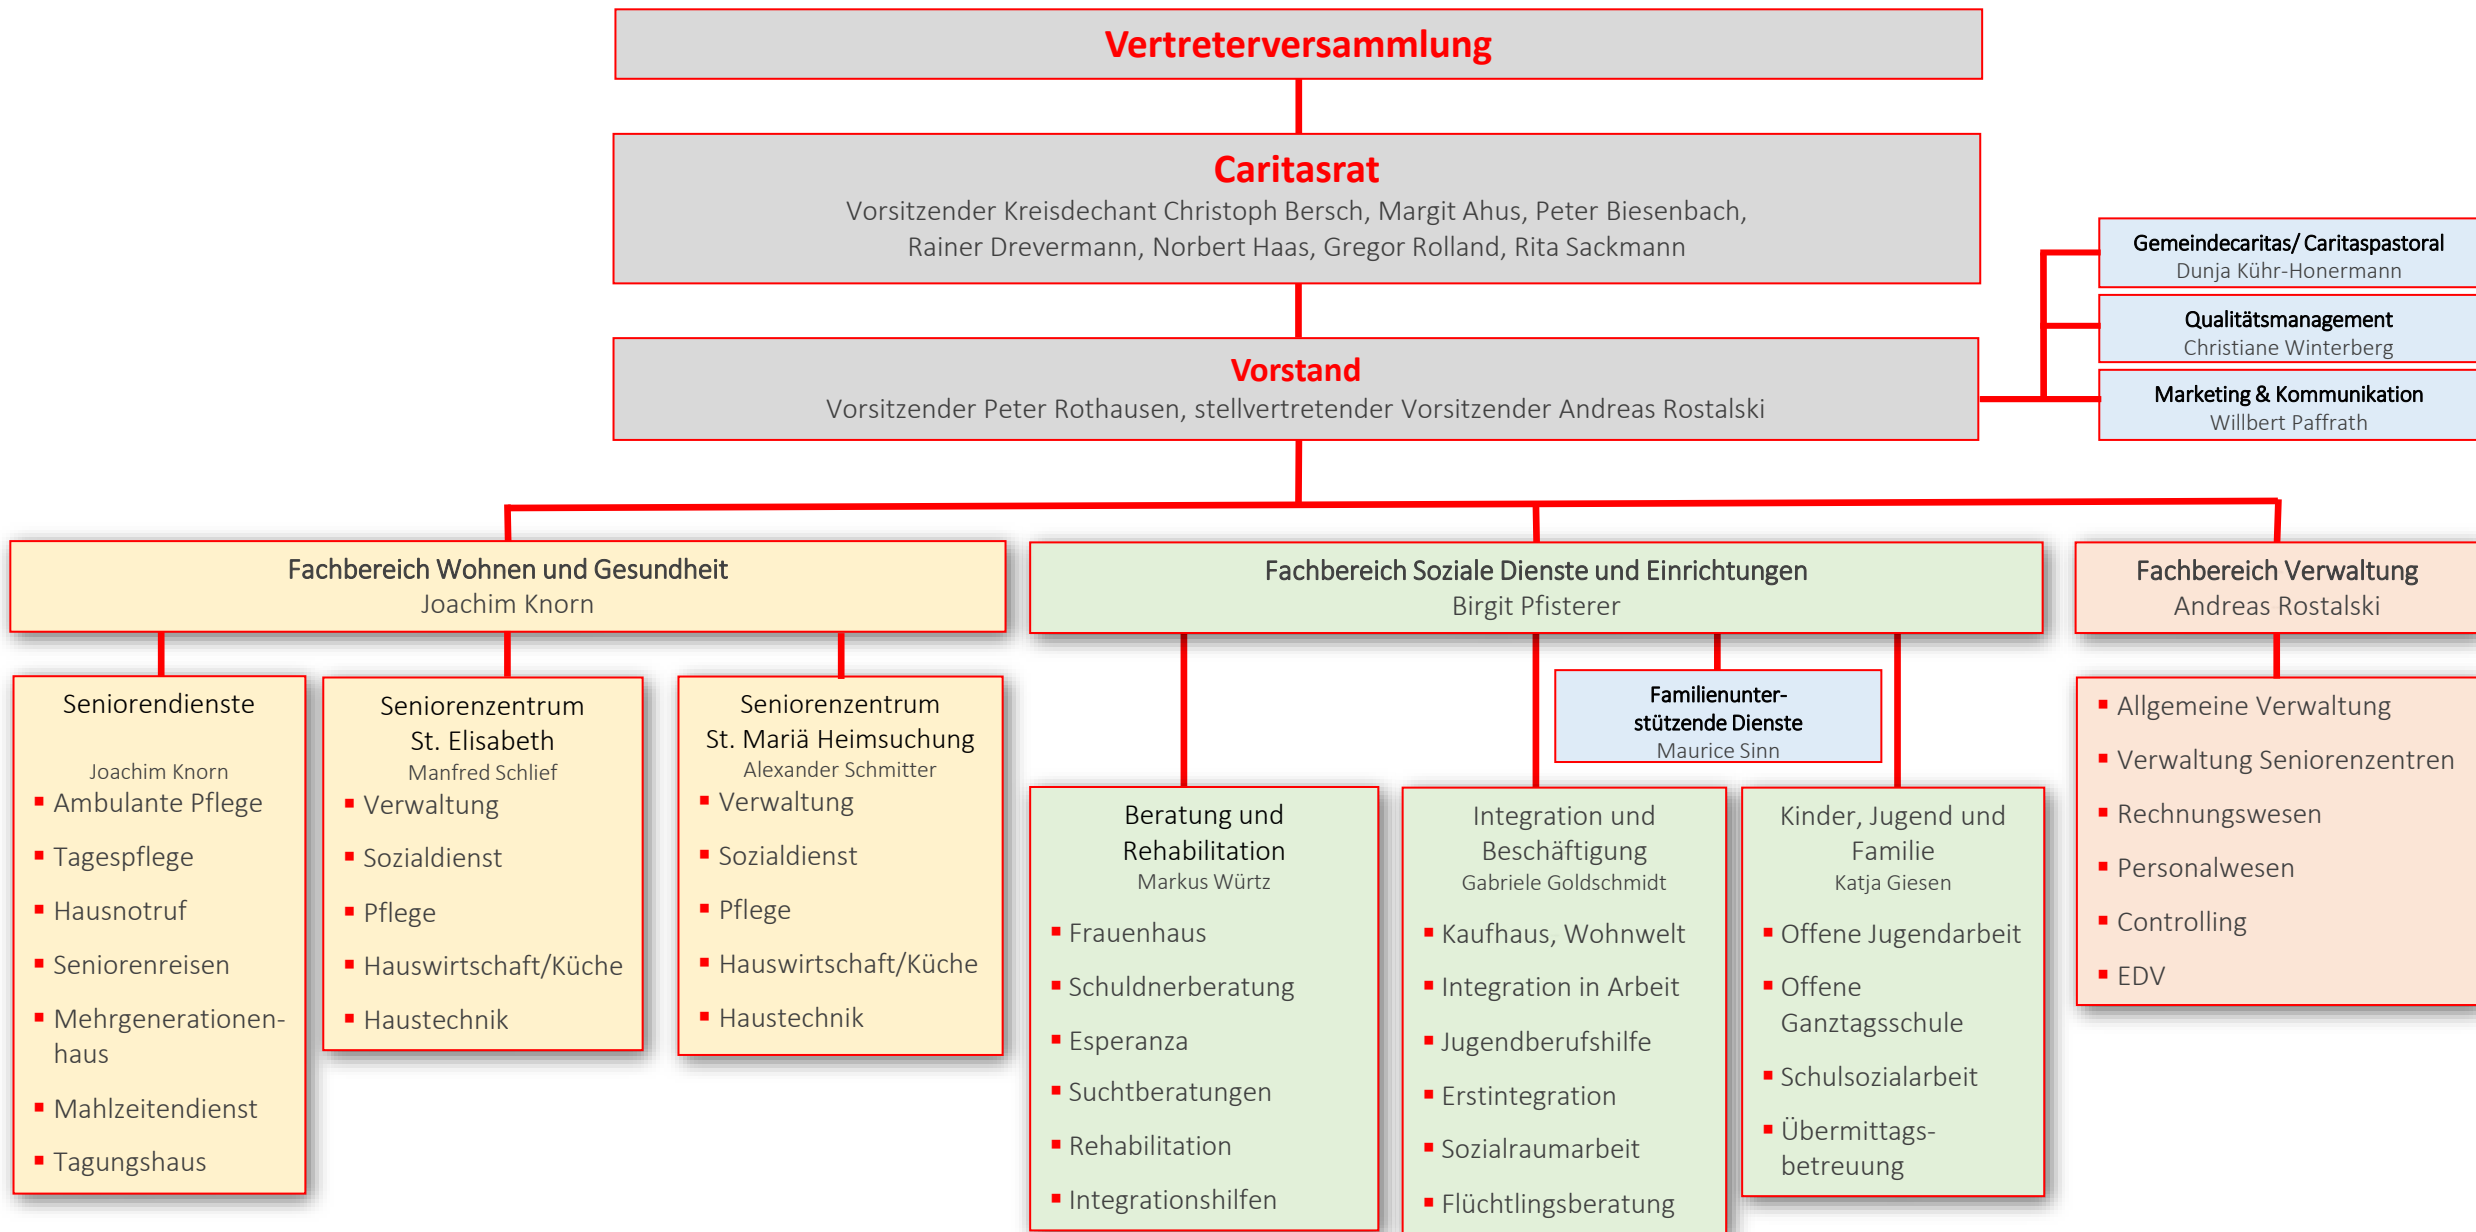 Vertreterversammlung
Caritasrat
Vorsitzender Kreisdechant Christoph Bersch, Margit Ahus, Peter Biesenbach,
Rainer Drevermann, Norbert Haas, Gregor Rolland, Rita Sackmann
Gemeindecaritas/ Caritaspastoral
Dunja Kühr-Honermann
Qualitätsmanagement
Christiane Winterberg
Marketing & Kommunikation
Willbert Paffrath
Vorstand
Vorsitzender Peter Rothausen, stellvertretender Vorsitzender Andreas Rostalski
Fachbereich Wohnen und Gesundheit
Joachim Knorn
Fachbereich Soziale Dienste und Einrichtungen
Birgit Pfisterer
Fachbereich Verwaltung
Andreas Rostalski
Seniorendienste
Joachim Knorn
▪ Ambulante Pflege
▪ Tagespflege
▪ Hausnotruf
▪ Seniorenreisen
▪ Mehrgenerationen-
haus
▪ Mahlzeitendienst
▪ Tagungshaus
Seniorenzentrum
St. Elisabeth
Manfred Schlief
▪ Verwaltung
▪ Sozialdienst
▪ Pflege
▪ Hauswirtschaft/Küche
▪ Haustechnik
Seniorenzentrum
St. Mariä Heimsuchung
Alexander Schmitter
▪ Verwaltung
▪ Sozialdienst
▪ Pflege
▪ Hauswirtschaft/Küche
▪ Haustechnik
Familienunter-
stützende Dienste
Maurice Sinn
Beratung und
Rehabilitation
Markus Würtz
▪ Frauenhaus
▪ Schuldnerberatung
▪ Esperanza
▪ Suchtberatungen
▪ Rehabilitation
▪ Integrationshilfen
Integration und
Beschäftigung
Gabriele Goldschmidt
▪ Kaufhaus, Wohnwelt
▪ Integration in Arbeit
▪ Jugendberufshilfe
▪ Erstintegration
▪ Sozialraumarbeit
▪ Flüchtlingsberatung
Kinder, Jugend und
Familie
Katja Giesen
▪ Offene Jugendarbeit
▪ Offene
Ganztagsschule
▪ Schulsozialarbeit
▪ Übermittags-
betreuung
▪ Allgemeine Verwaltung
▪ Verwaltung Seniorenzentren
▪ Rechnungswesen
▪ Personalwesen
▪ Controlling
▪ EDV